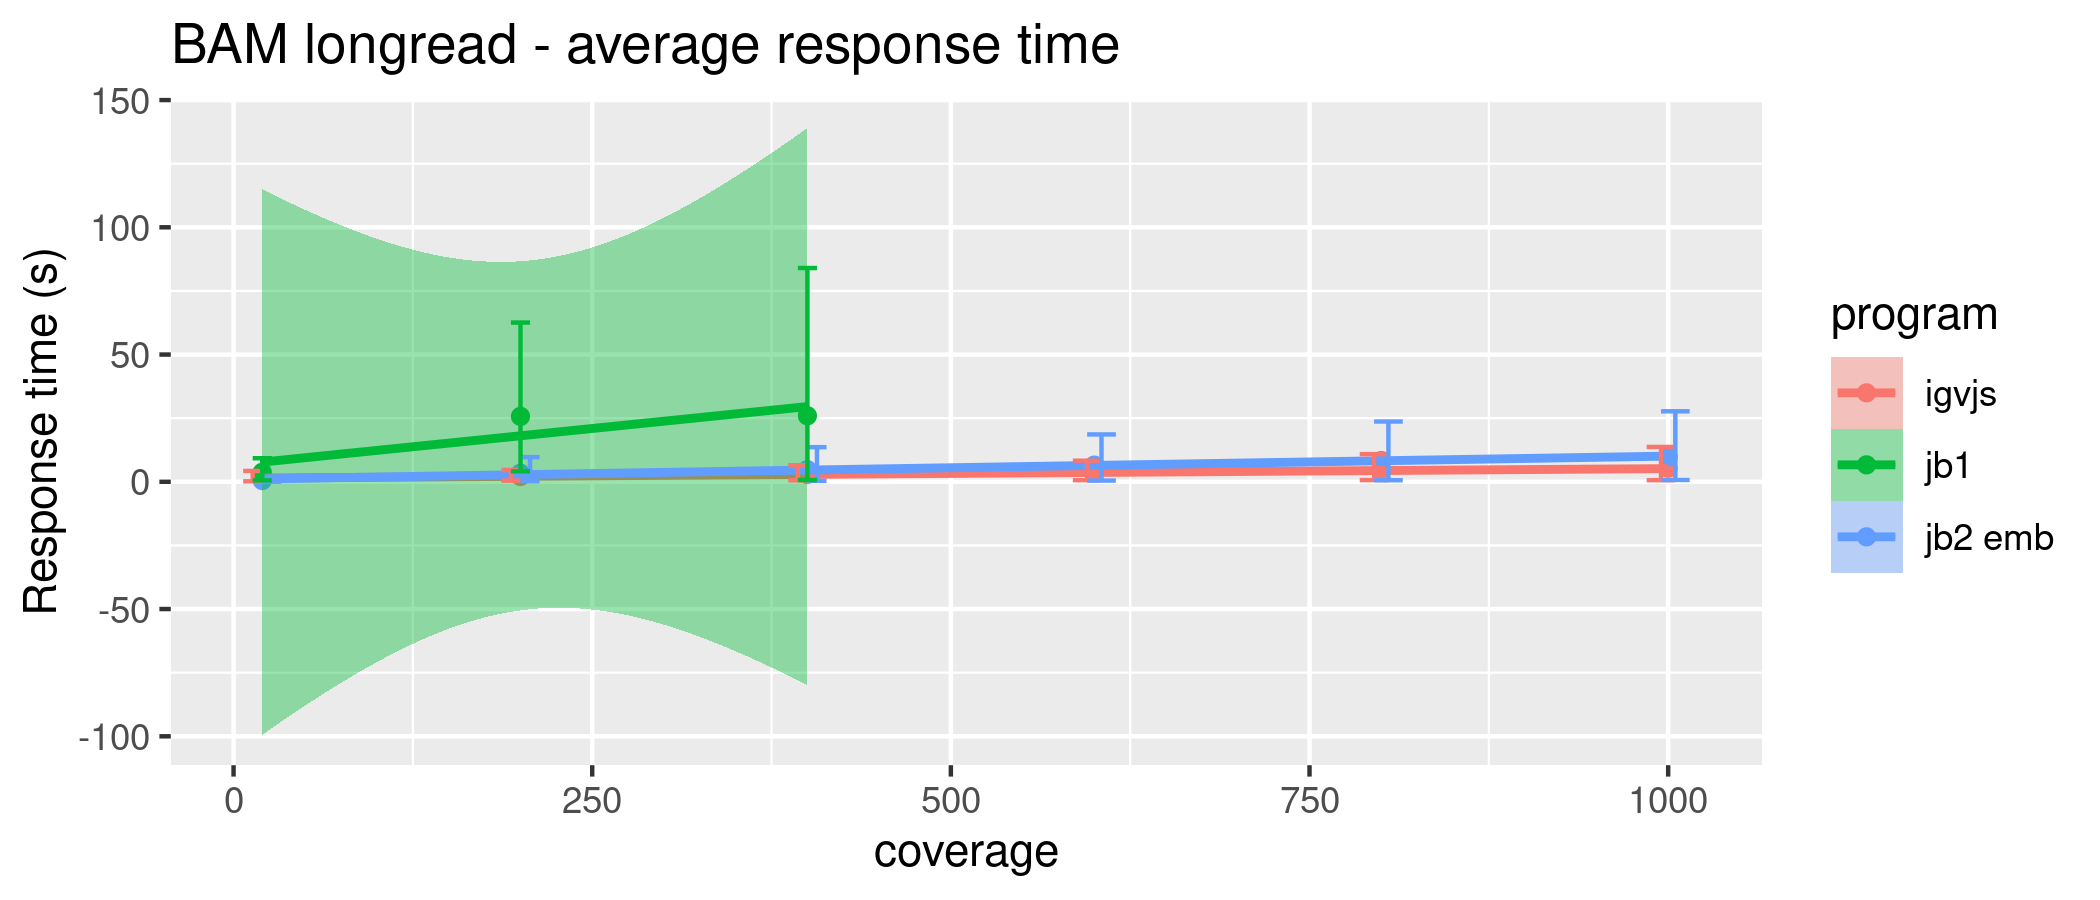 BAM longread - average response time
150
100
50
0
-50
-100
Response time (s)
0 250 500 750 1000
coverage
program
igvjs
jb1
jb2 emb